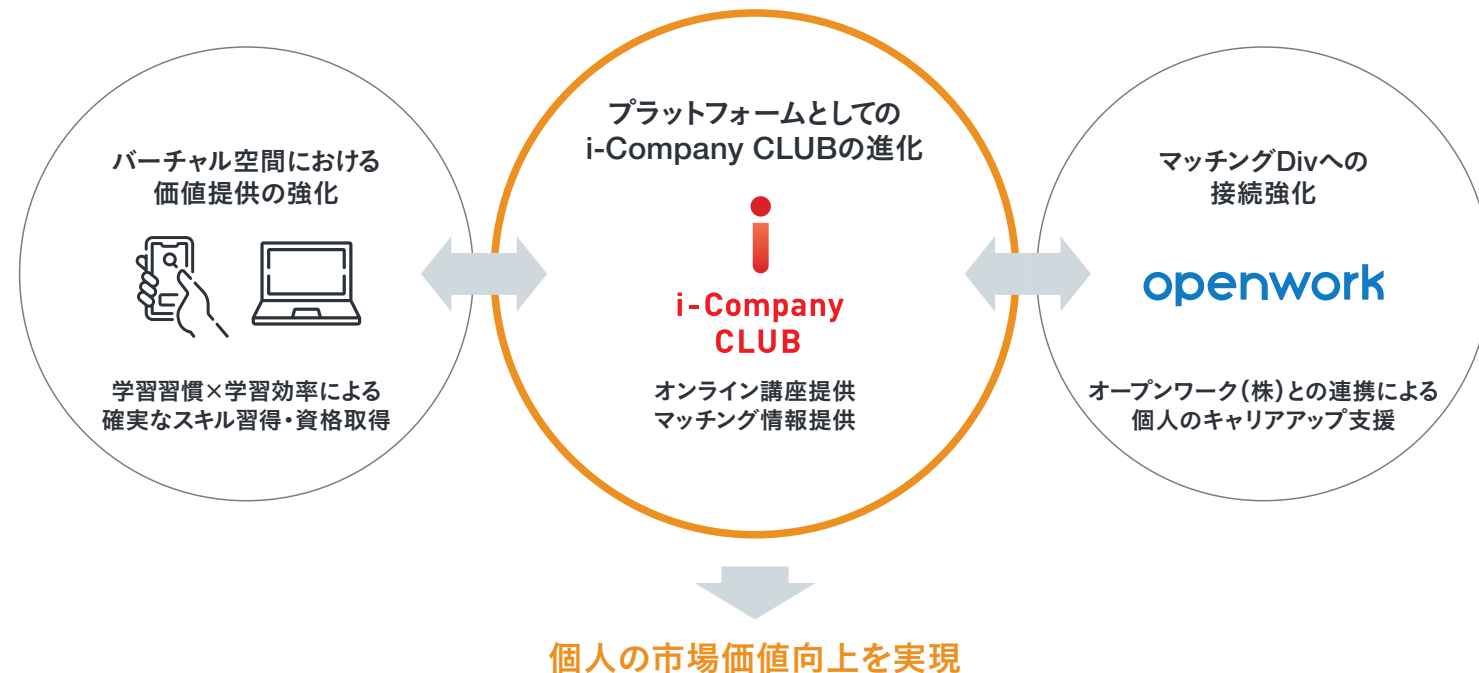 バーチャル空間における
価値提供の強化
学習習慣×学習効率による
確実なスキル習得・資格取得
プラットフォームとしての
i-Company CLUBの進化
i-Company
CLUB
オンライン講座提供
マッチング情報提供
マッチングDivへの
接続強化
openwork
オープンワーク(株)との連携による
個人のキャリアアップ支援
個人の市場価値向上を実現